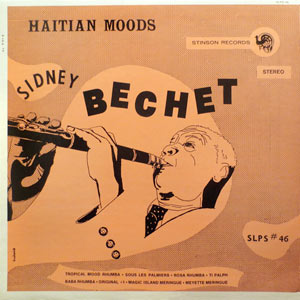 HAITIAN MOODS
STINSON RECORDS
STEREO
SIDNEY
BECHET
SLPS # 46
TROPICAL MOOD RHUMBA • SOUS LES PALMIERS • ROSA RHUMBA • TI RALPH
BABA RHUMBA • ORIGINAL #1 • MAGIC ISLAND MERINGUE • MEYETTE MERINGUE